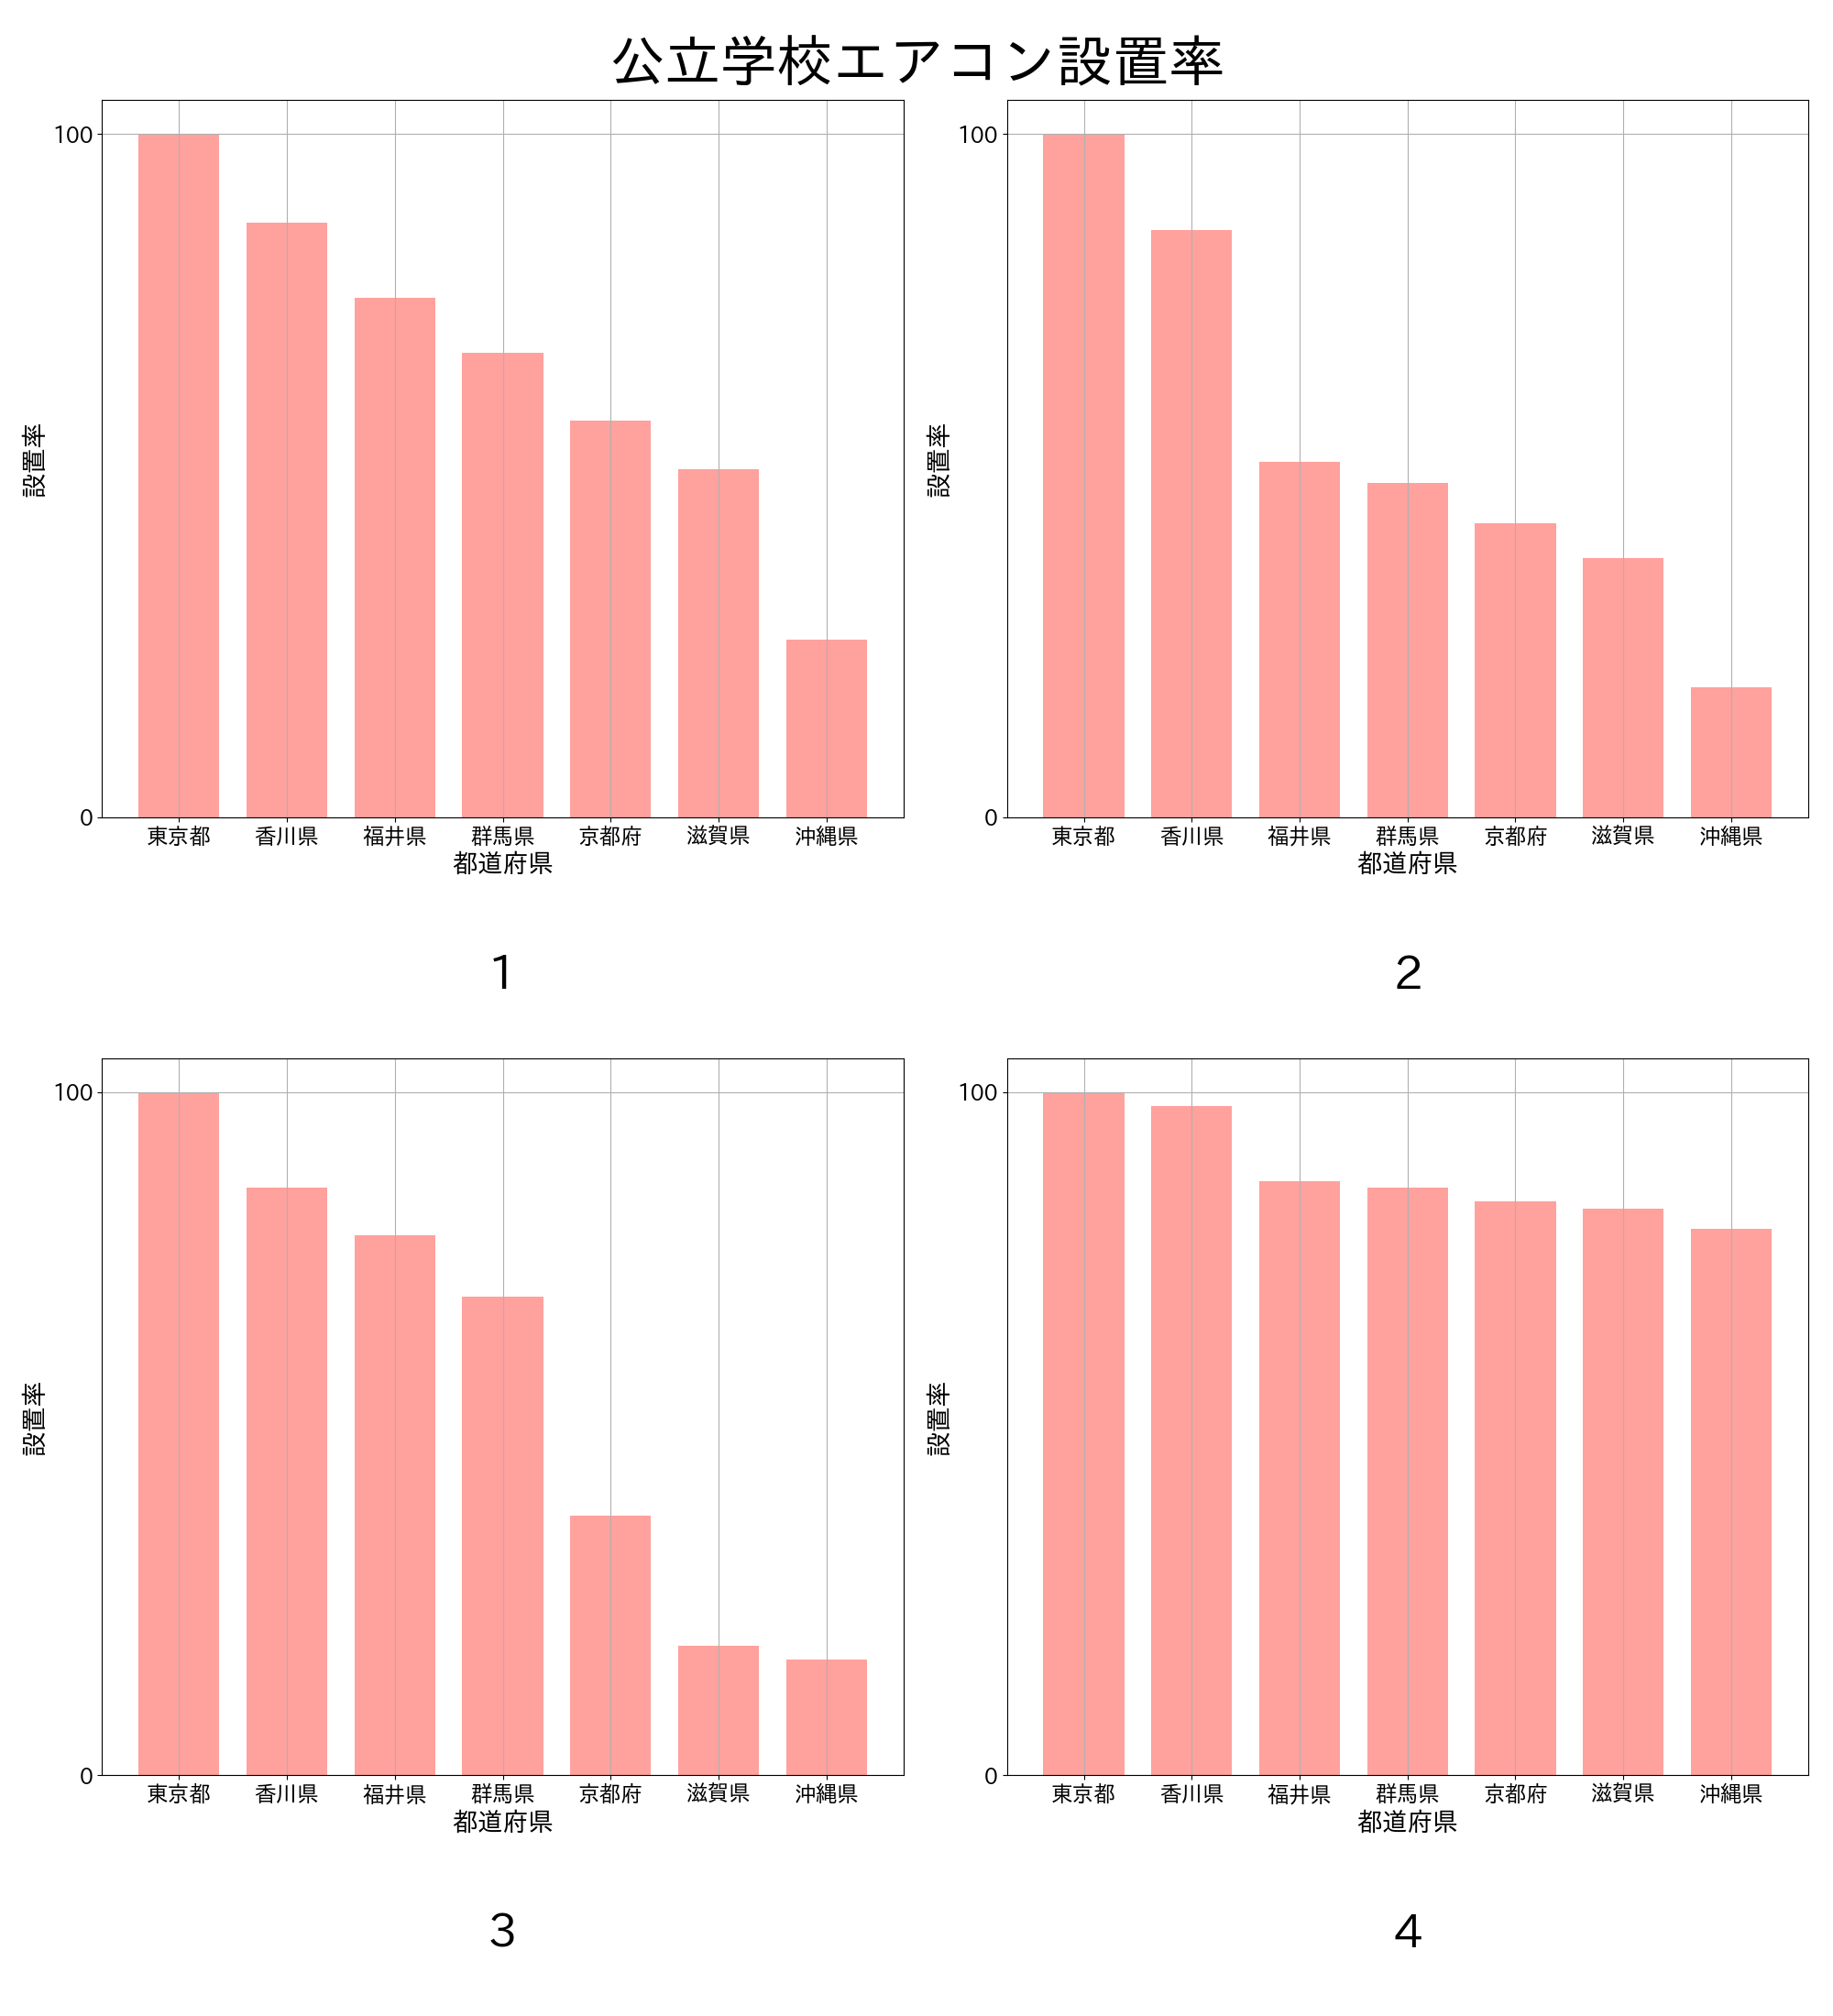 公立学校エアコン設置率
100
設置率
0
東京都 香川県 福井県 群馬県 京都府 滋賀県 沖縄県
都道府県
1
100
設置率
0
東京都 香川県 福井県 群馬県 京都府 滋賀県 沖縄県
都道府県
2
100
設置率
0
東京都 香川県 福井県 群馬県 京都府 滋賀県 沖縄県
都道府県
3
100
設置率
0
東京都 香川県 福井県 群馬県 京都府 滋賀県 沖縄県
都道府県
4